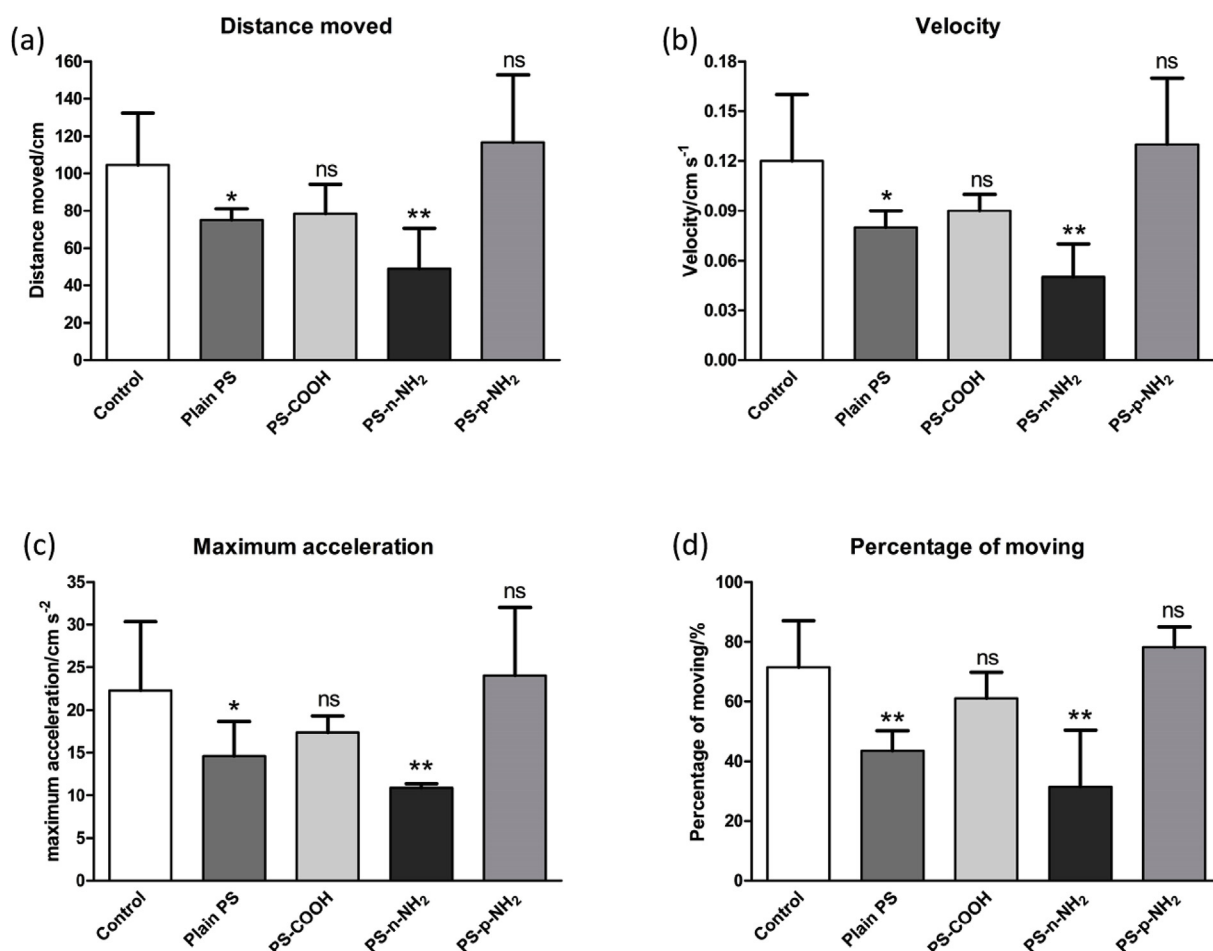 (a)
Distance moved
Distance moved/cm
160
140
120
100
80
60
40
20
0
*
ns
**
ns
Control
Plain PS
PS-COOH
PS-n-NH₂
PS-p-NH₂
(b)
Velocity
Velocity/cm s⁻¹
0.18
0.15
0.12
0.09
0.06
0.03
0.00
*
ns
**
ns
Control
Plain PS
PS-COOH
PS-n-NH₂
PS-p-NH₂
(c)
Maximum acceleration
maximum acceleration/cm s⁻²
35
30
25
20
15
10
5
0
*
ns
**
ns
Control
Plain PS
PS-COOH
PS-n-NH₂
PS-p-NH₂
(d)
Percentage of moving
Percentage of moving/%
100
80
60
40
20
0
**
ns
**
ns
Control
Plain PS
PS-COOH
PS-n-NH₂
PS-p-NH₂